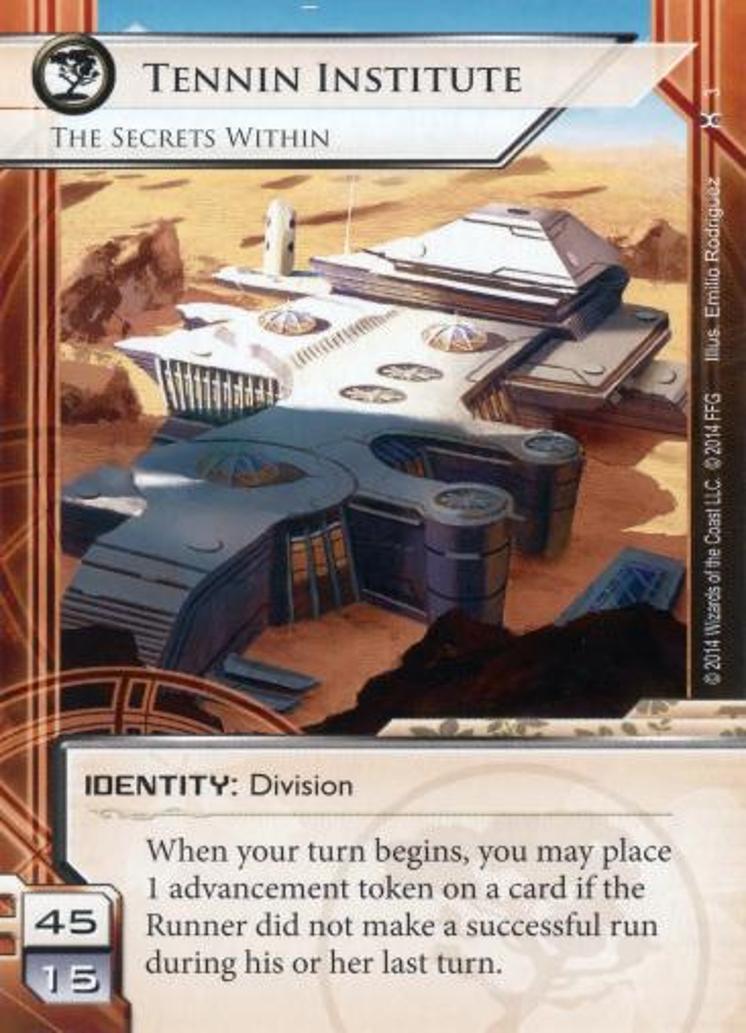 TENNIN INSTITUTE
THE SECRETS WITHIN
3
Illus. Emilio Rodriguez
© 2014 Wizards of the Coast LLC. © 2014 FFG
IDENTITY: Division
When your turn begins, you may place
1 advancement token on a card if the
Runner did not make a successful run
during his or her last turn.
45
15